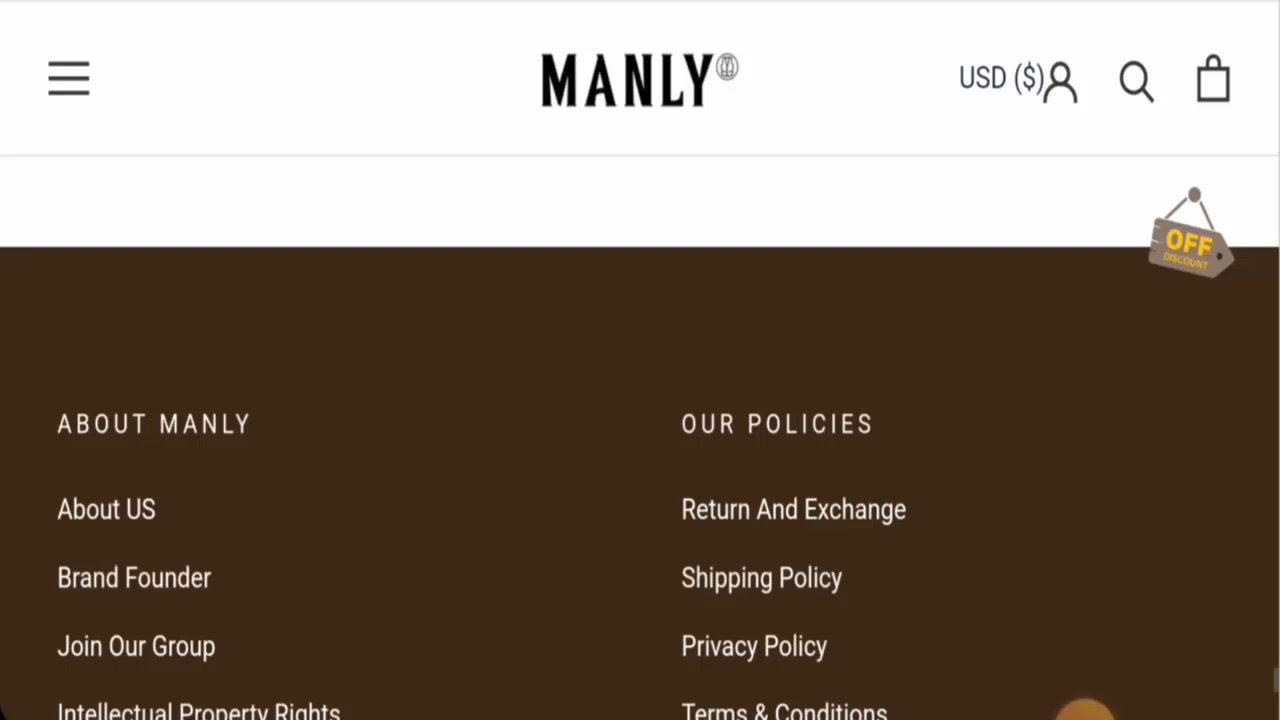 MANLY
USD ($)
OFF
DISCOUNT
ABOUT MANLY
About US
Brand Founder
Join Our Group
Intellectual Property Rights
OUR POLICIES
Return And Exchange
Shipping Policy
Privacy Policy
Terms & Conditions